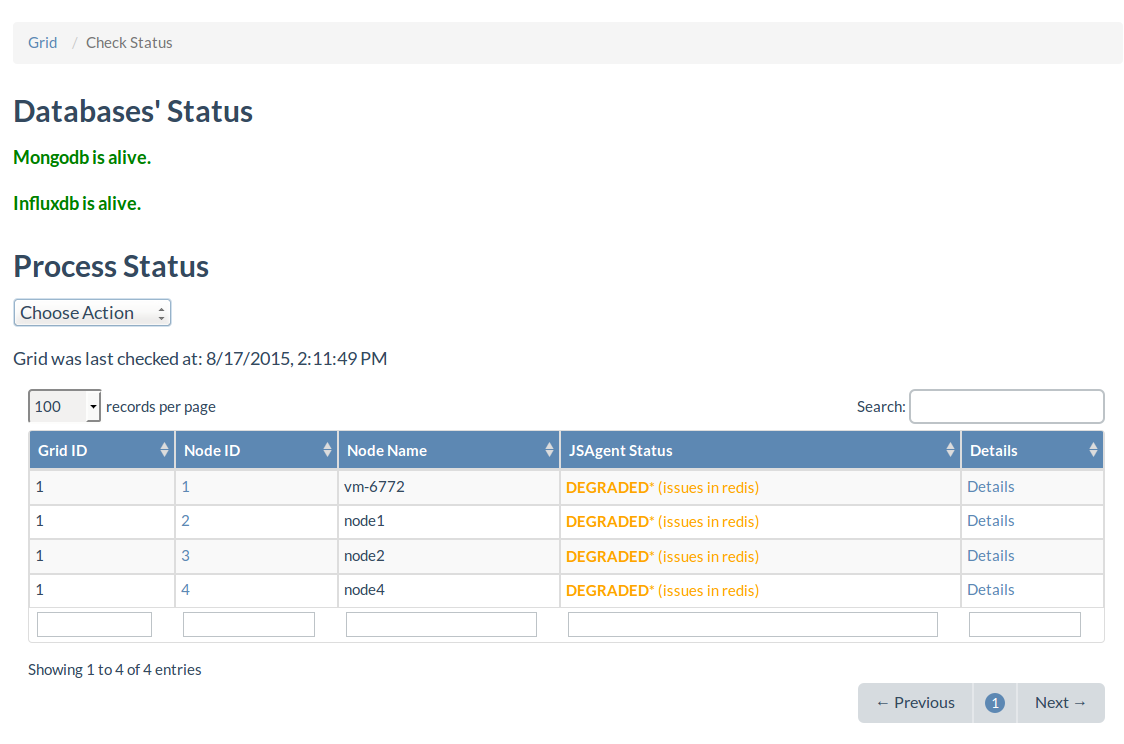 Grid / Check Status
Databases' Status
Mongodb is alive.
Influxdb is alive.
Process Status
Choose Action
Grid was last checked at: 8/17/2015, 2:11:49 PM
100 records per page Search:
Grid ID Node ID Node Name JSAgent Status Details
1 1 vm-6772 DEGRADED* (issues in redis) Details
1 2 node1 DEGRADED* (issues in redis) Details
1 3 node2 DEGRADED* (issues in redis) Details
1 4 node4 DEGRADED* (issues in redis) Details
Showing 1 to 4 of 4 entries
← Previous 1 Next →